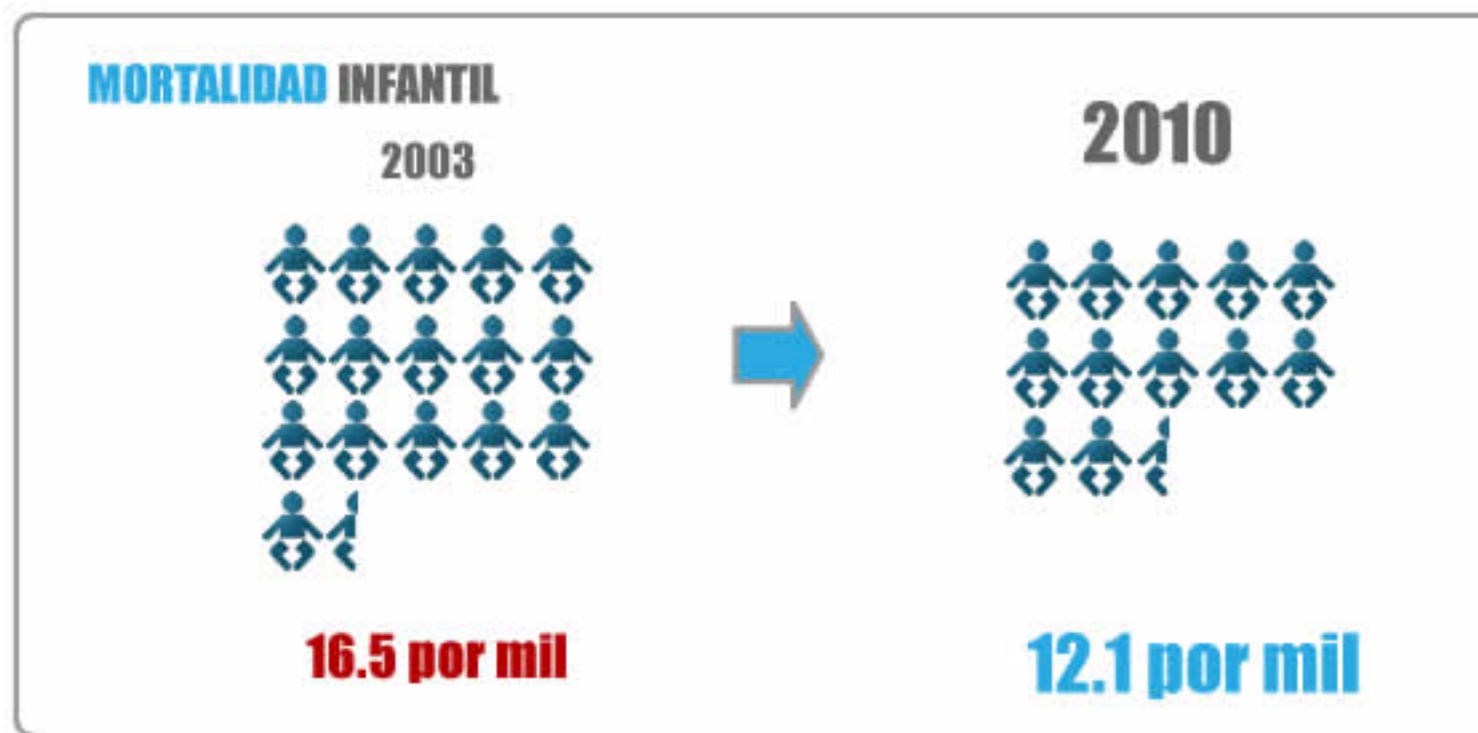 MORTALIDAD INFANTIL
2003
2010
16.5 por mil
12.1 por mil